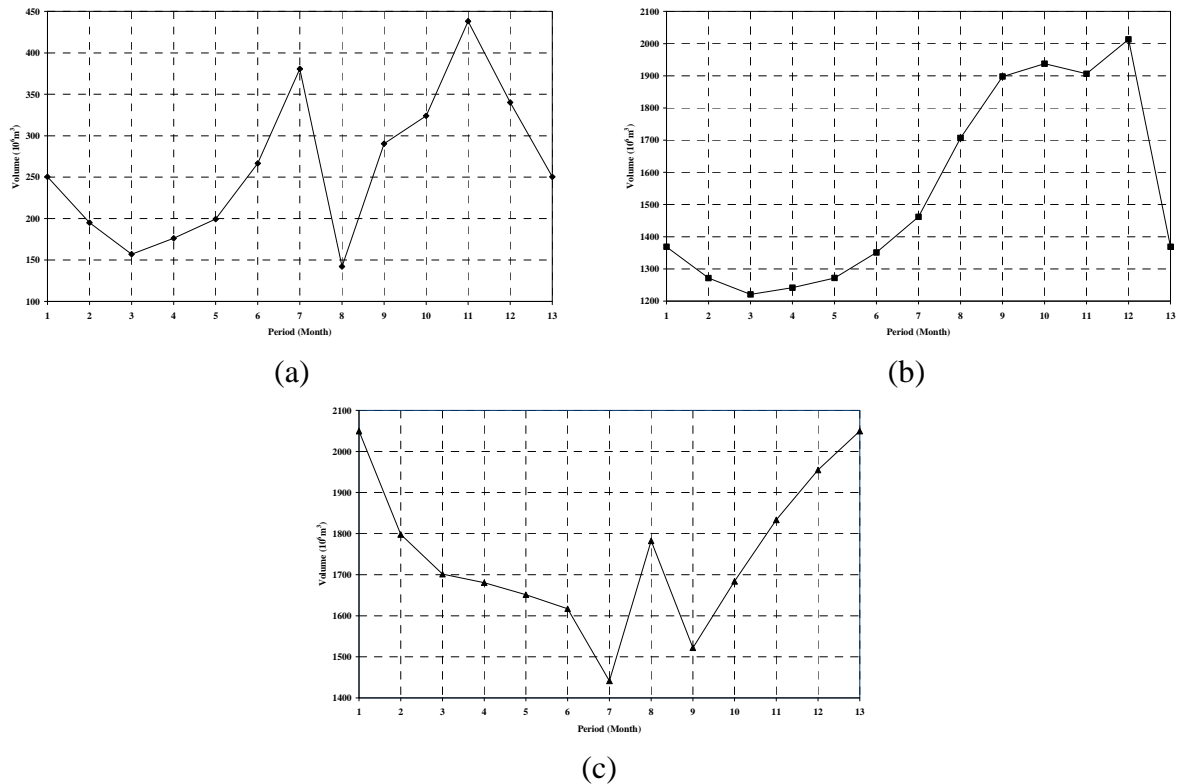 450
400
350
300
250
200
150
100
Volume (10⁶m³)
1 2 3 4 5 6 7 8 9 10 11 12 13
Period (Month)
(a)
2100
2000
1900
1800
1700
1600
1500
1400
1300
1200
Volume (10⁶m³)
1 2 3 4 5 6 7 8 9 10 11 12 13
Period (Month)
(b)
2100
2000
1900
1800
1700
1600
1500
1400
Volume (10⁶m³)
1 2 3 4 5 6 7 8 9 10 11 12 13
Period (Month)
(c)